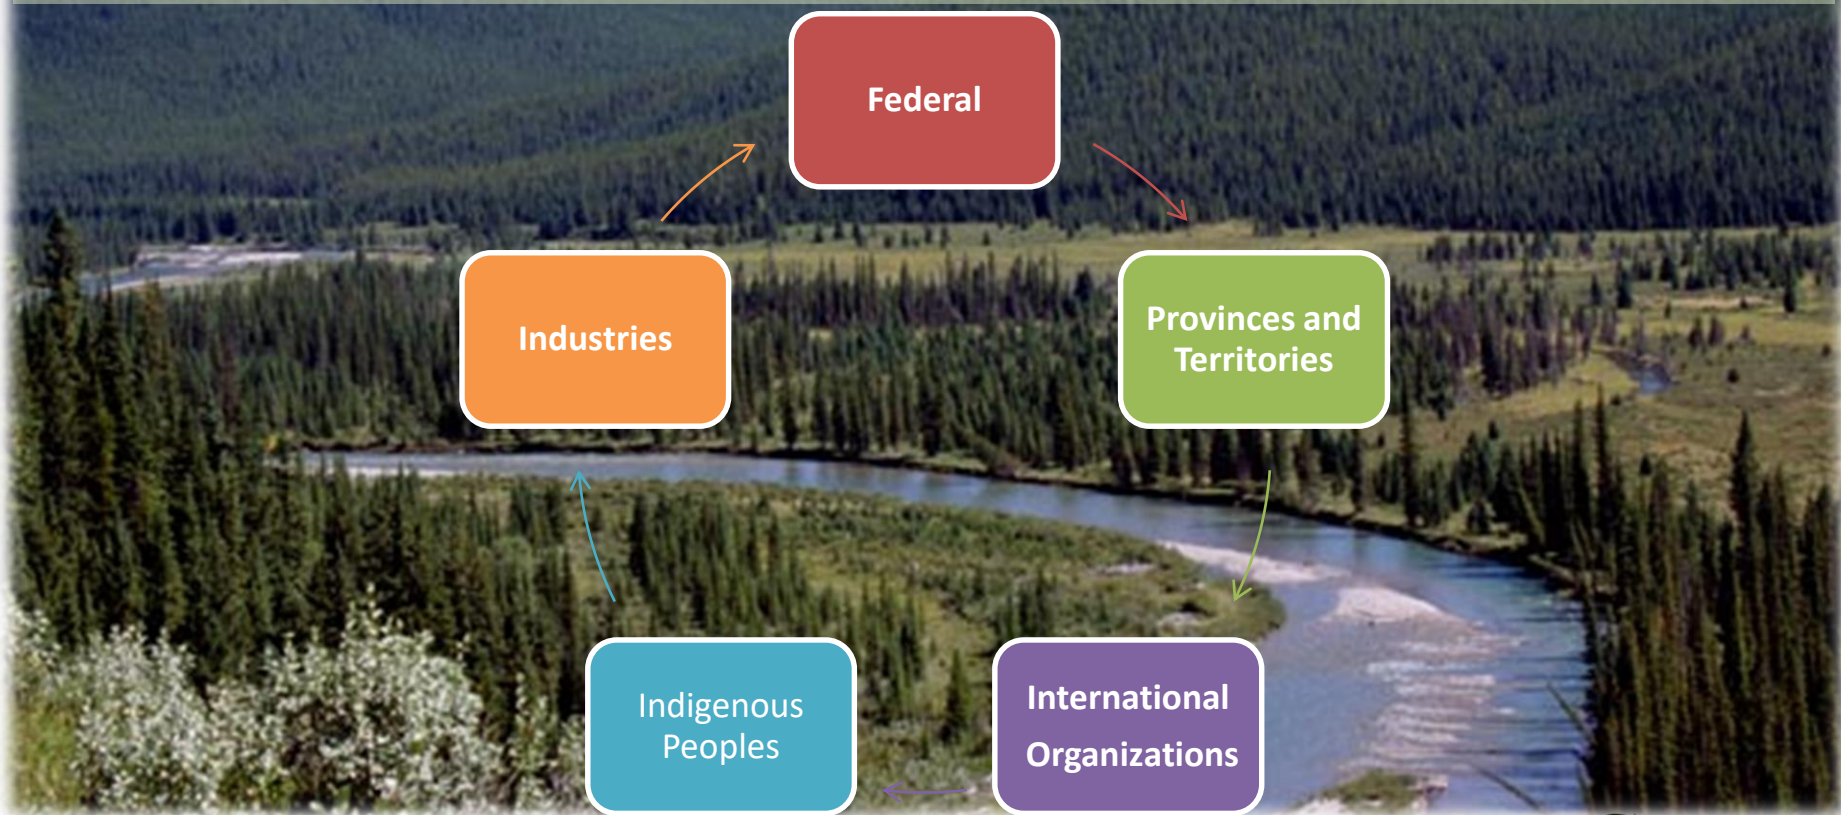 Federal
Provinces and
Territories
International
Organizations
Indigenous
Peoples
Industries